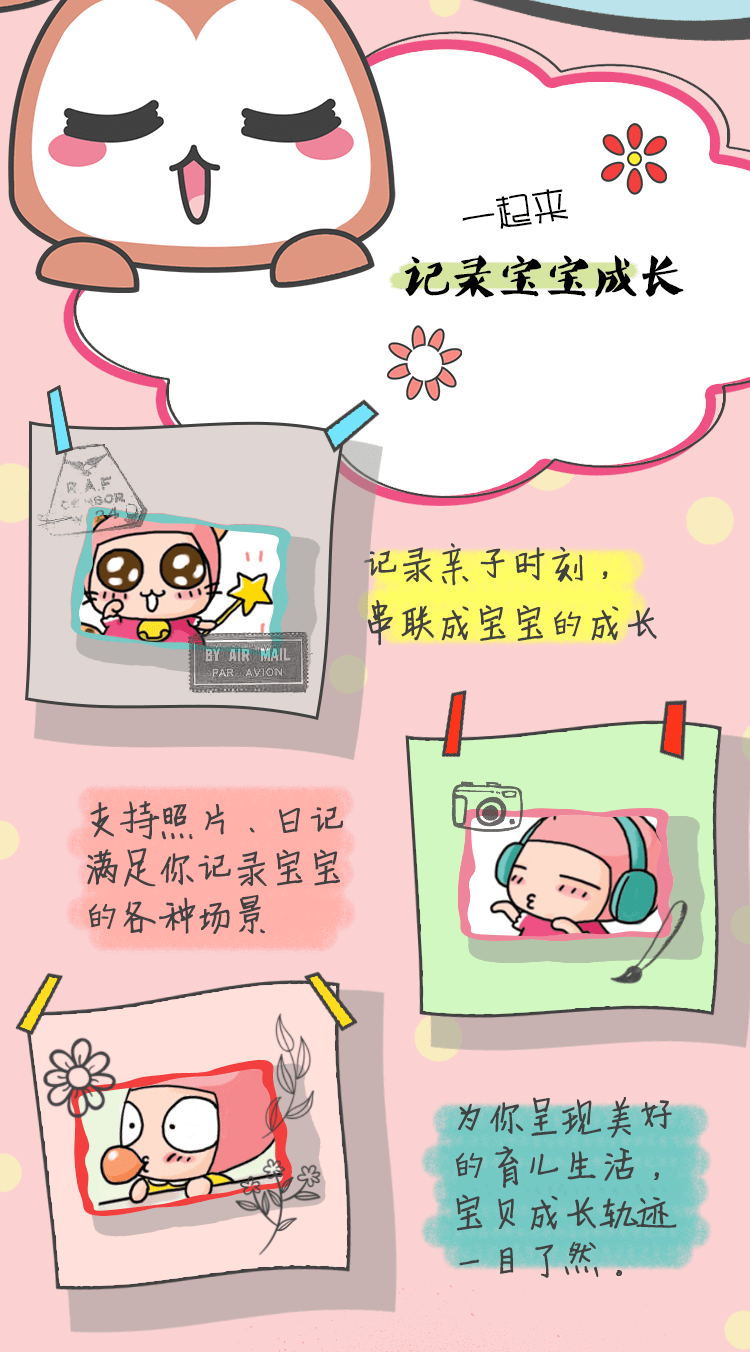 一起来
记录宝宝成长
R.A.F
CENSOR
240
BY AIR MAIL
PAR AVION
记录亲子时刻，
串联成宝宝的成长
支持照片、日记
满足你记录宝宝
的各种场景
为你呈现美好
的育儿生活，
宝贝成长轨迹
一目了然.